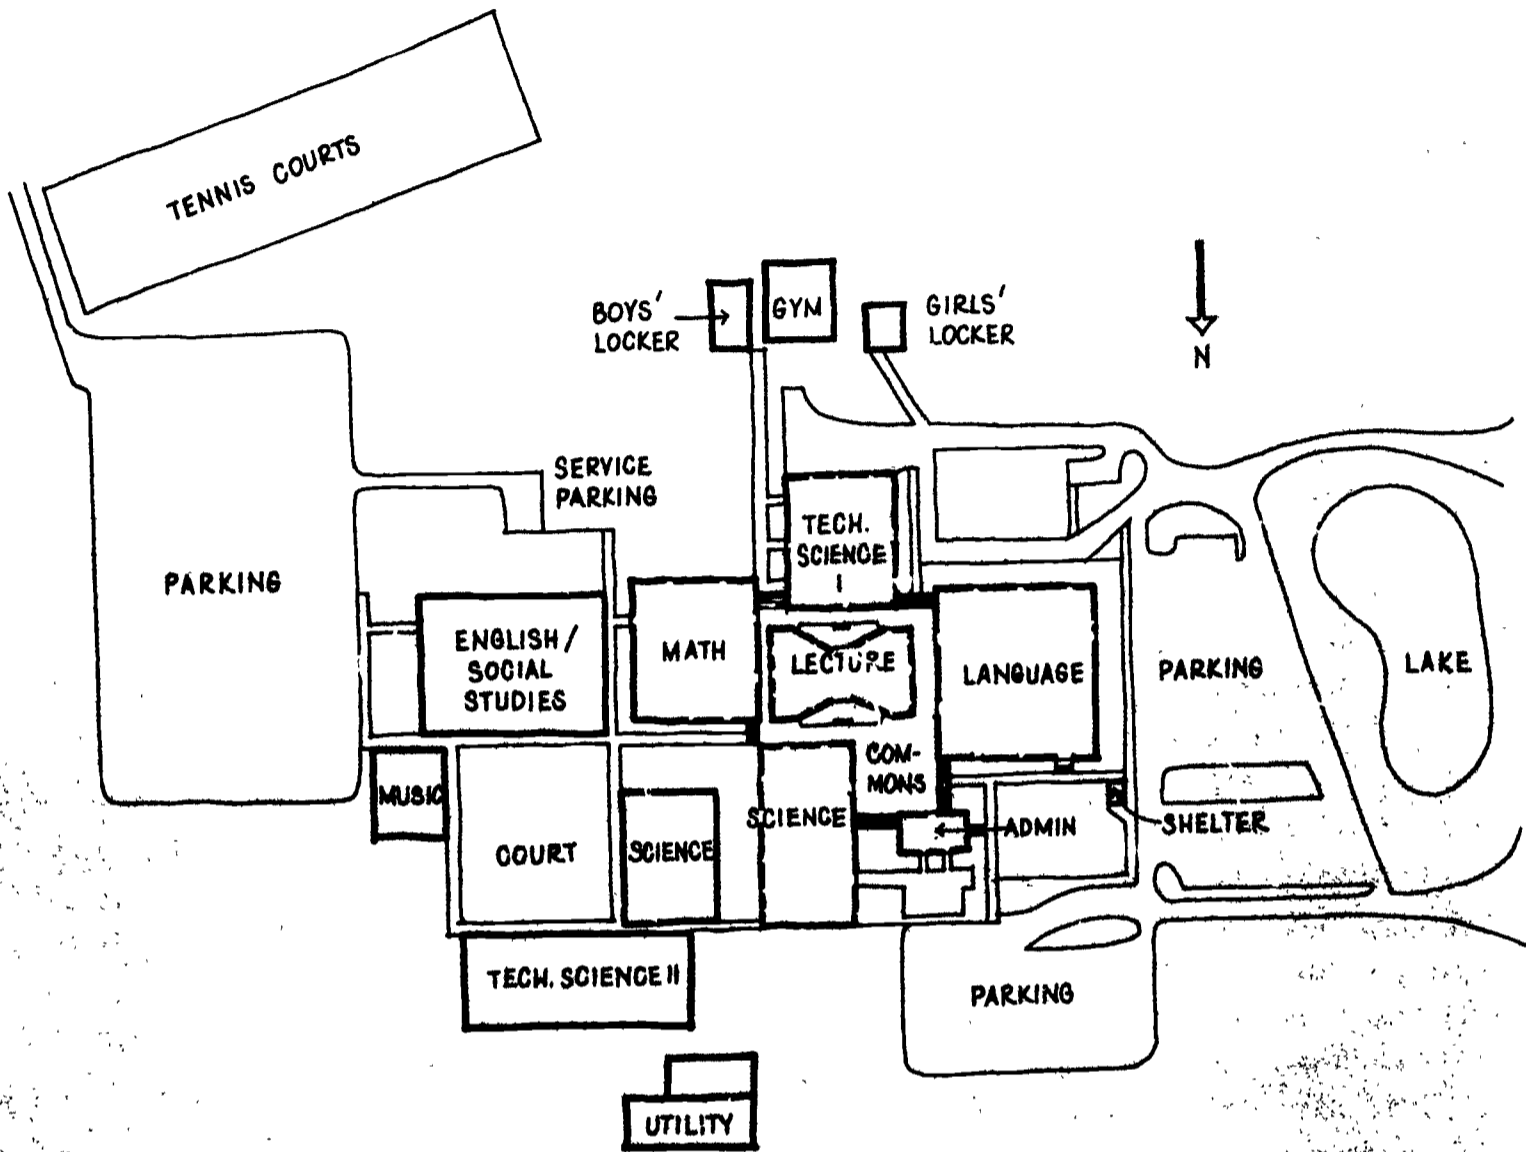 TENNIS COURTS
BOYS'
LOCKER
GYM
GIRLS'
LOCKER
N
SERVICE
PARKING
TECH.
SCIENCE
I
PARKING
ENGLISH/
SOCIAL
STUDIES
MATH
LECTURE
LANGUAGE
PARKING
LAKE
COM-
MONS
MUSIC
SCIENCE
ADMIN
SHELTER
COURT
SCIENCE
TECH. SCIENCE II
PARKING
UTILITY